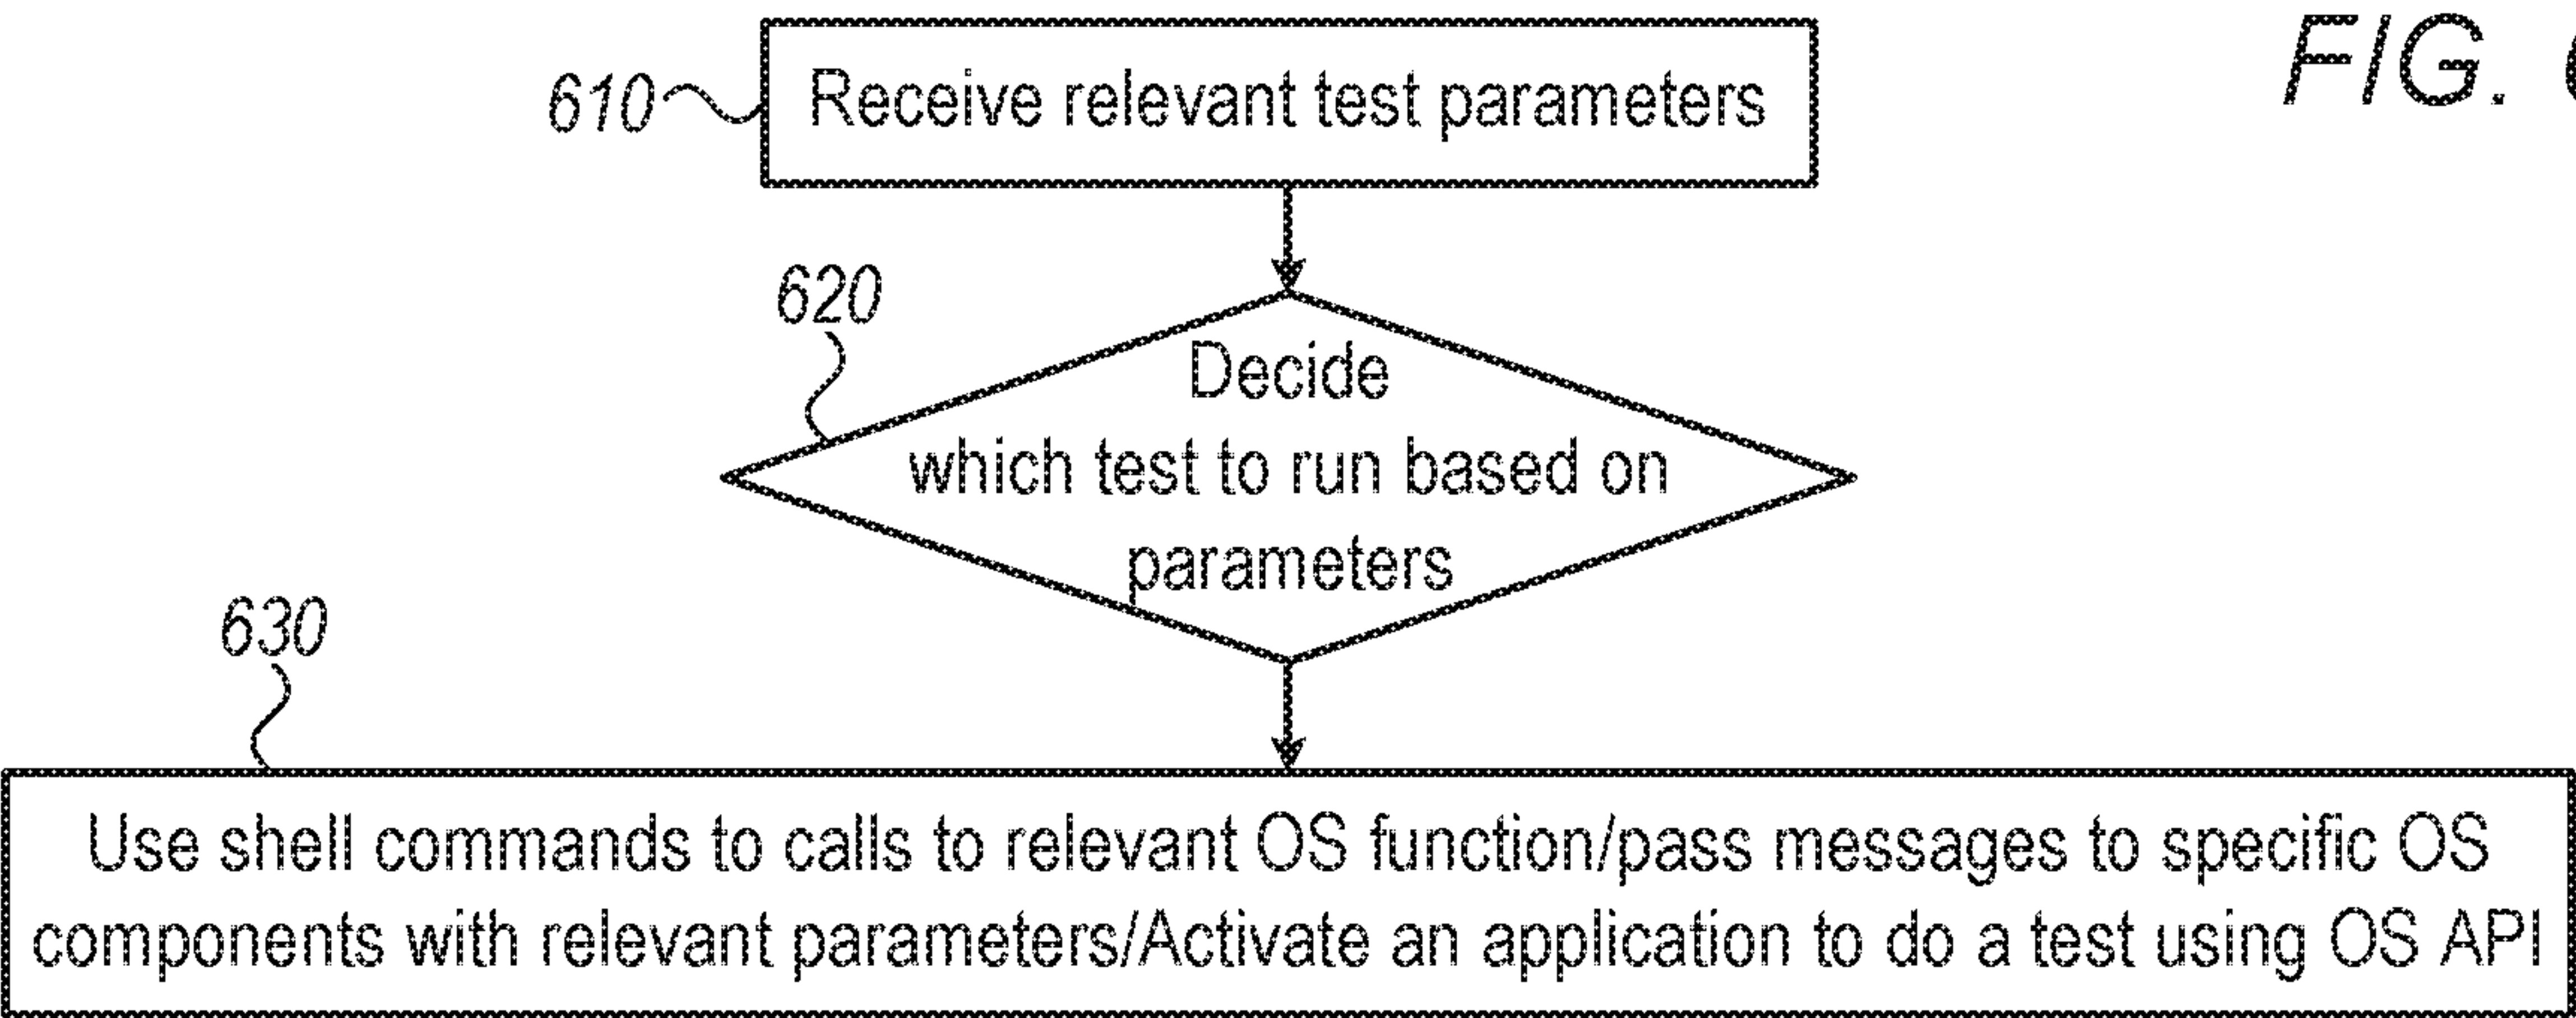 FIG. 6
610
Receive relevant test parameters
620
Decide
which test to run based on
parameters
630
Use shell commands to calls to relevant OS function/pass messages to specific OS
components with relevant parameters/Activate an application to do a test using OS API